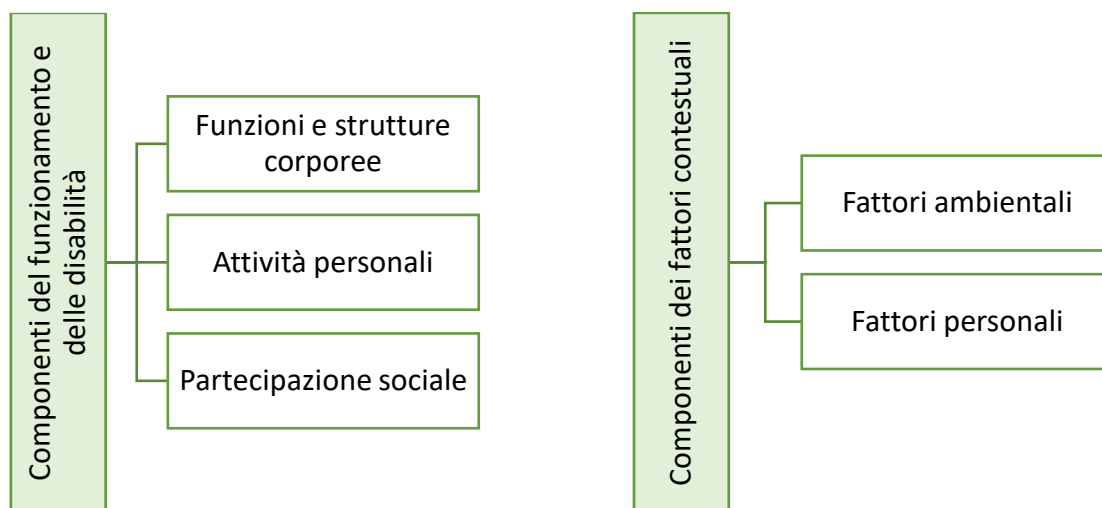 Componenti del funzionamento e
delle disabilità
Funzioni e strutture
corporee
Attività personali
Partecipazione sociale
Componenti dei fattori contestuali
Fattori ambientali
Fattori personali